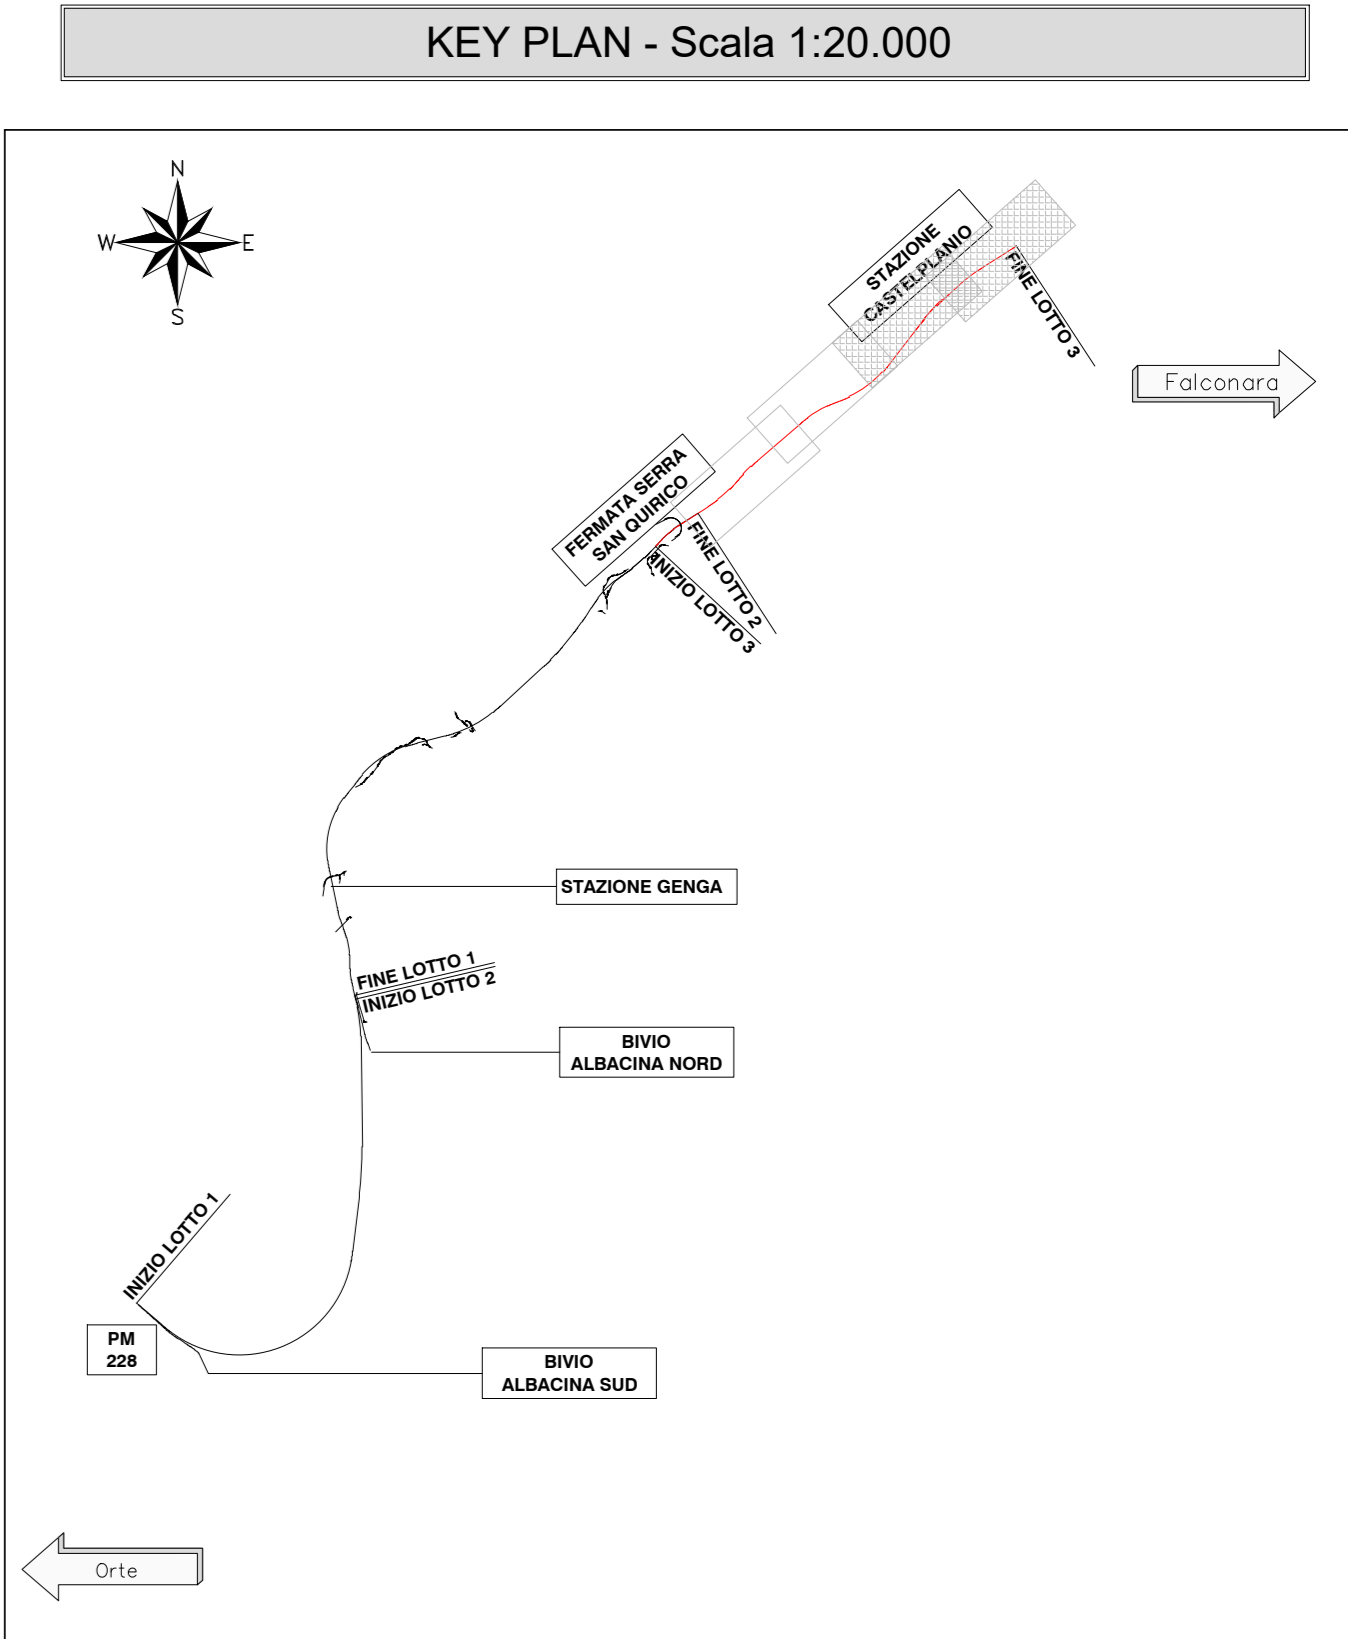 KEY PLAN - Scala 1:20.000
N
W
E
S
STAZIONE
CASTELPLANIO
FINE LOTTO 3
Falconara
FERMATA SERRA
SAN QUIRICO
FINE LOTTO 2
INIZIO LOTTO 3
STAZIONE GENGA
FINE LOTTO 1
INIZIO LOTTO 2
BIVIO
ALBACINA NORD
INIZIO LOTTO 1
PM
228
BIVIO
ALBACINA SUD
Orte